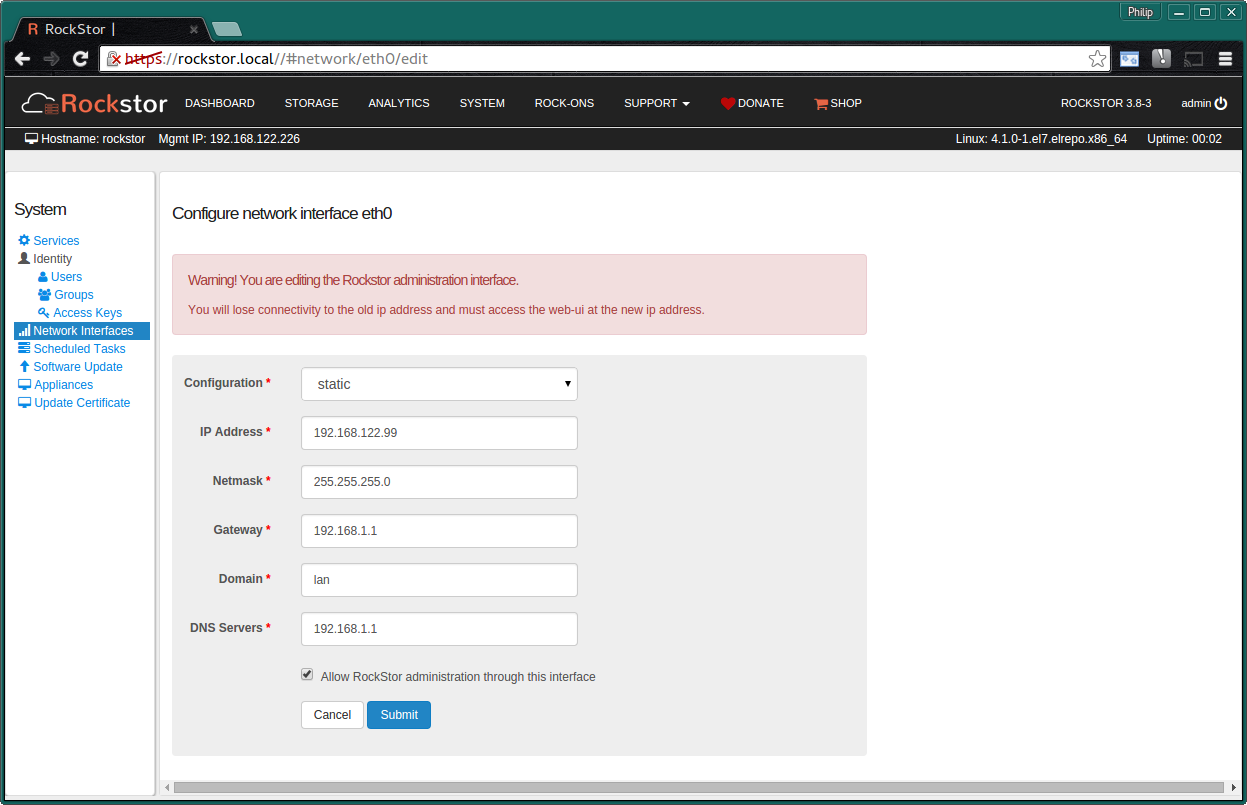 Philip
RockStor |
https://rockstor.local//#network/eth0/edit
Rockstor DASHBOARD STORAGE ANALYTICS SYSTEM ROCK-ONS SUPPORT DONATE SHOP ROCKSTOR 3.8-3 admin
Hostname: rockstor Mgmt IP: 192.168.122.226 Linux: 4.1.0-1.el7.elrepo.x86_64 Uptime: 00:02
System
Services
Identity
Users
Groups
Access Keys
Network Interfaces
Scheduled Tasks
Software Update
Appliances
Update Certificate
Configure network interface eth0
Warning! You are editing the Rockstor administration interface.
You will lose connectivity to the old ip address and must access the web-ui at the new ip address.
Configuration * static
IP Address * 192.168.122.99
Netmask * 255.255.255.0
Gateway * 192.168.1.1
Domain * lan
DNS Servers * 192.168.1.1
Allow RockStor administration through this interface
Cancel Submit